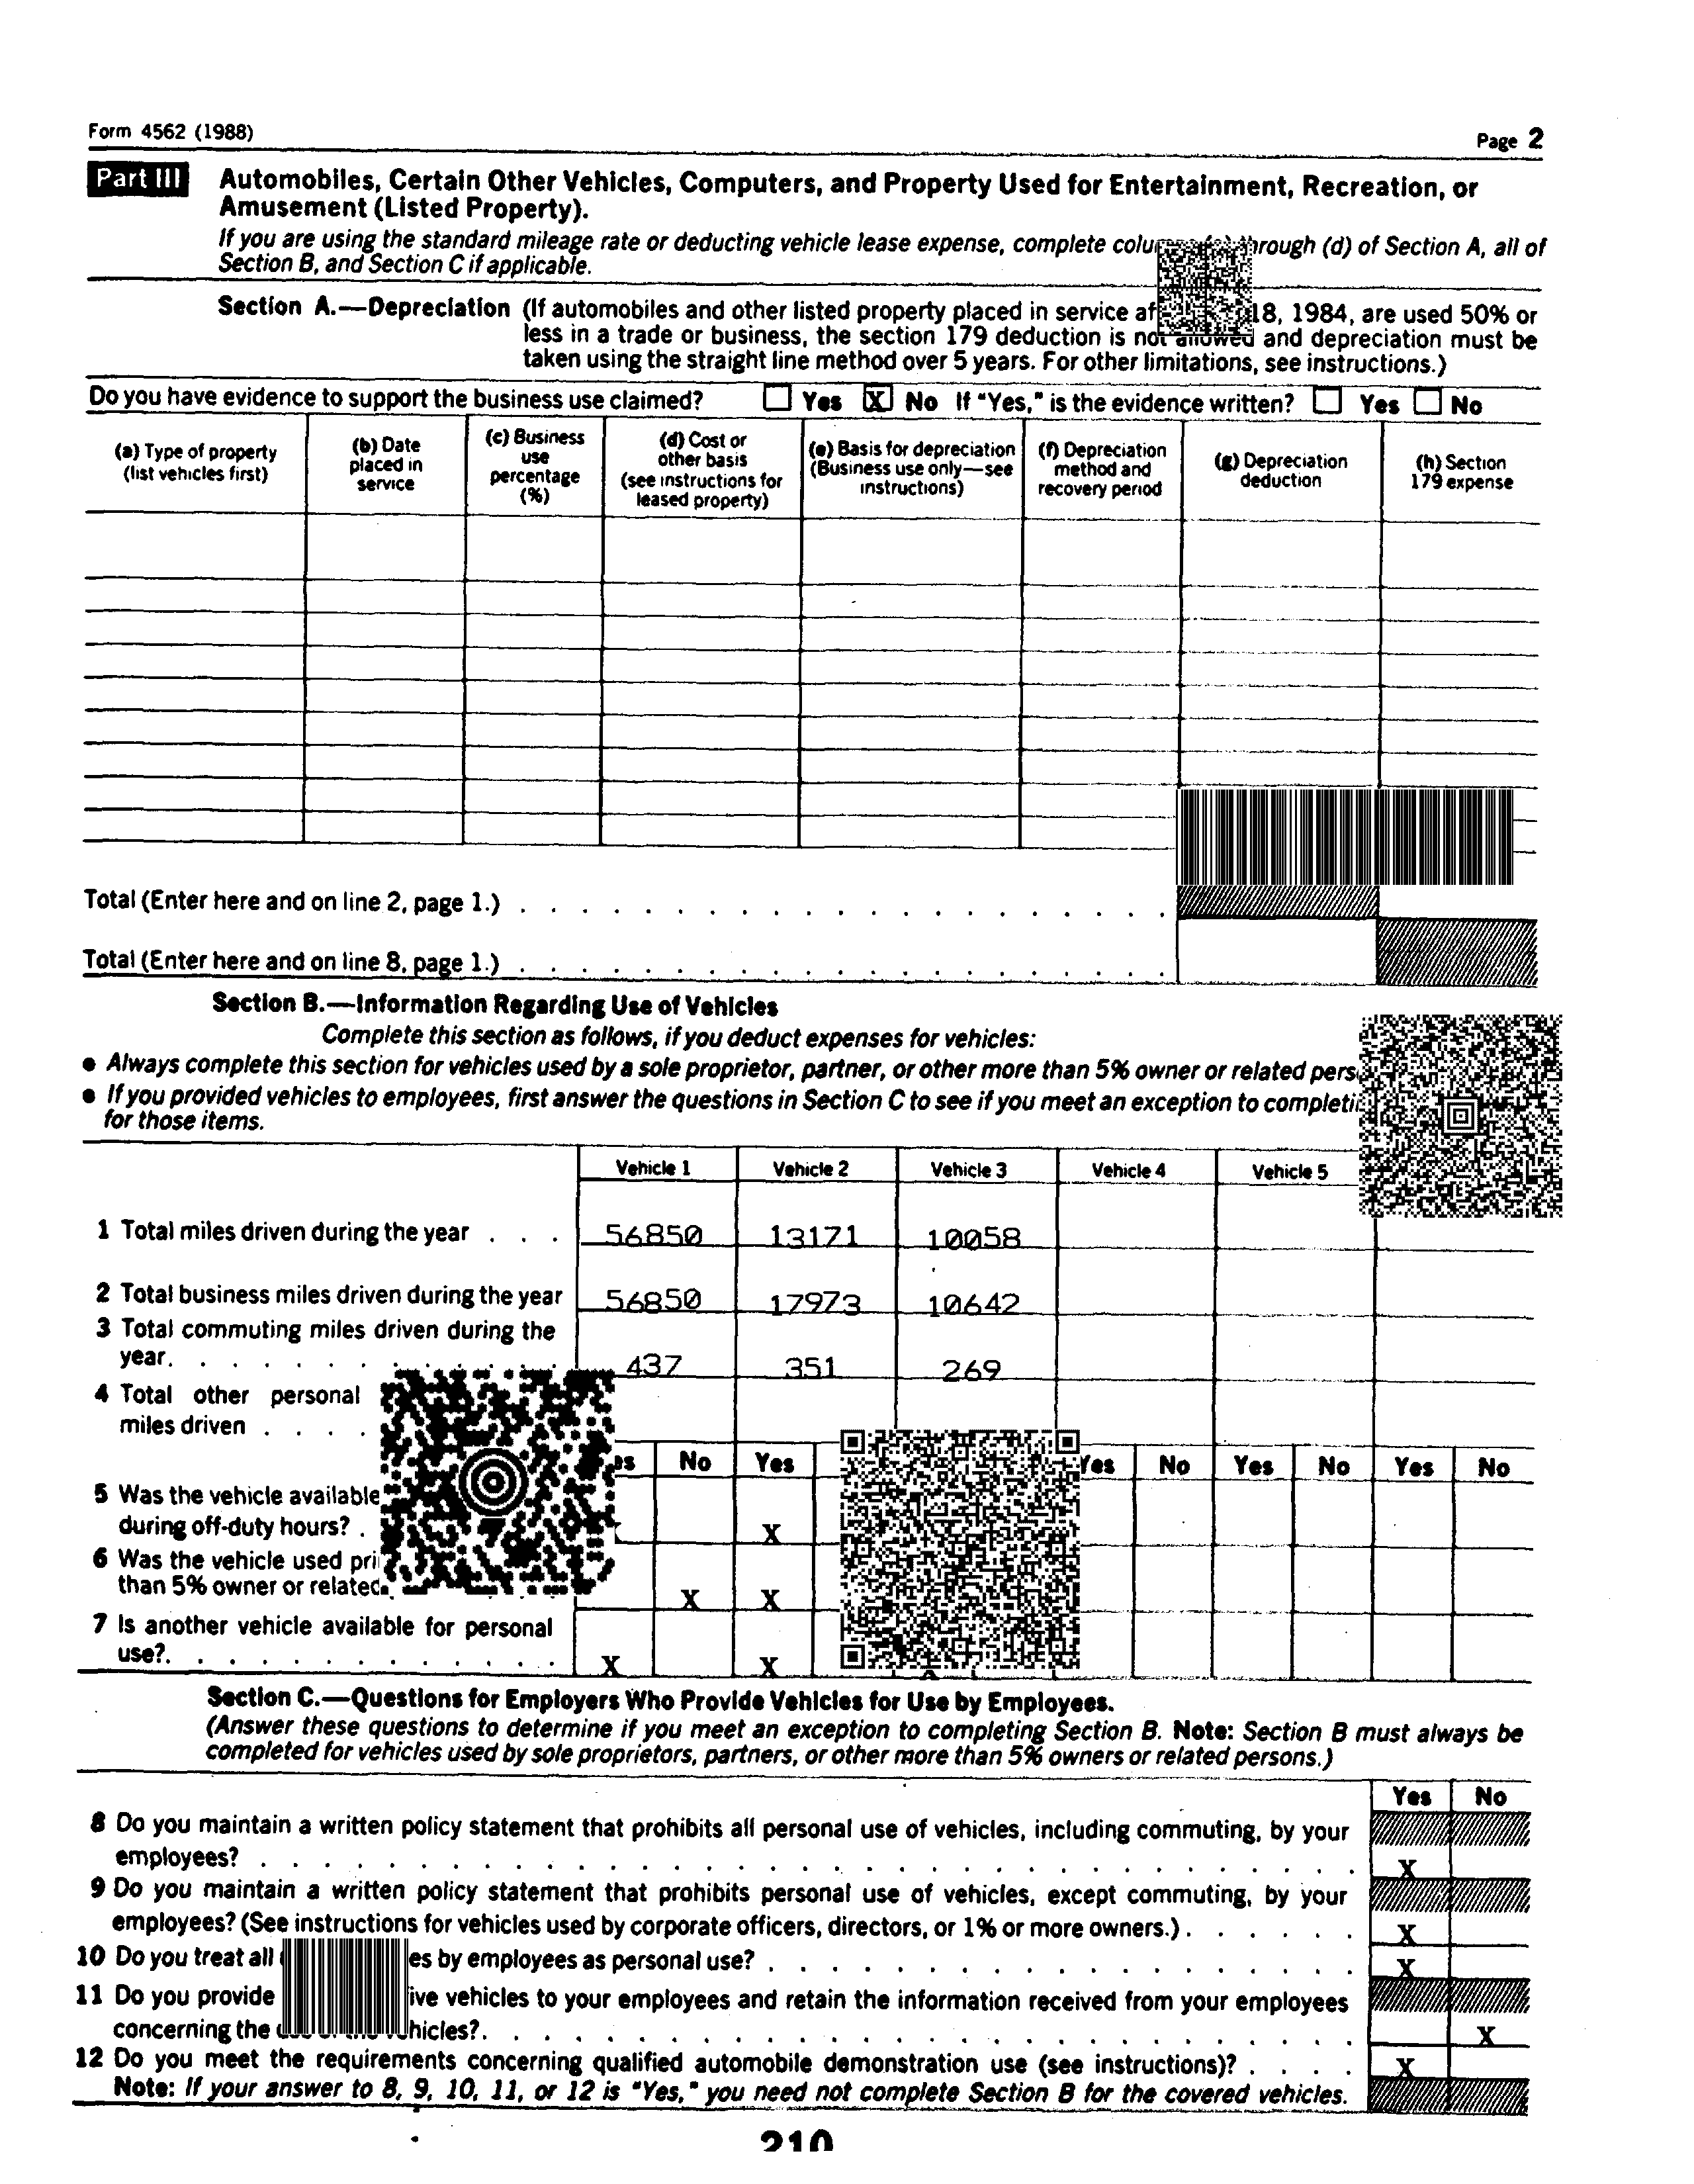 Form 4562 (1988)
Page 2
Part III Automobiles, Certain Other Vehicles, Computers, and Property Used for Entertainment, Recreation, or
Amusement (Listed Property).
If you are using the standard mileage rate or deducting vehicle lease expense, complete through (d) of Section A, all of
Section B, and Section C if applicable.
Section A.—Depreciation (If automobiles and other listed property placed in service 18, 1984, are used 50% or
less in a trade or business, the section 179 deduction is not allowed and depreciation must be
taken using the straight line method over 5 years. For other limitations, see instructions.)
Do you have evidence to support the business use claimed? Yes X No If "Yes," is the evidence written? Yes No
(a) Type of property
(list vehicles first)
(b) Date
placed in
service
(c) Business
use
percentage
(%)
(d) Cost or
other basis
(see instructions for
leased property)
(e) Basis for depreciation
(Business use only—see
instructions)
(f) Depreciation
method and
recovery period
(g) Depreciation
deduction
(h) Section
179 expense
Total (Enter here and on line 2, page 1.)
Total (Enter here and on line 8, page 1.)
Section B.—Information Regarding Use of Vehicles
Complete this section as follows, if you deduct expenses for vehicles:
• Always complete this section for vehicles used by a sole proprietor, partner, or other more than 5% owner or related
• If you provided vehicles to employees, first answer the questions in Section C to see if you meet an exception to
for those items.
Vehicle 1 Vehicle 2 Vehicle 3 Vehicle 4 Vehicle 5
1 Total miles driven during the year . . . 56850 13171 10058
2 Total business miles driven during the year 56850 17973 10642
3 Total commuting miles driven during the
year. 437 351 269
4 Total other personal
miles driven
No Yes Yes No Yes No Yes No
5 Was the vehicle available
during off-duty hours? X
6 Was the vehicle used
than 5% owner or X X
7 Is another vehicle available for personal
use? X X
Section C.—Questions for Employers Who Provide Vehicles for Use by Employees.
(Answer these questions to determine if you meet an exception to completing Section B. Note: Section B must always be
completed for vehicles used by sole proprietors, partners, or other more than 5% owners or related persons.)
Yes No
8 Do you maintain a written policy statement that prohibits all personal use of vehicles, including commuting, by your
employees? X
9 Do you maintain a written policy statement that prohibits personal use of vehicles, except commuting, by your
employees? (See instructions for vehicles used by corporate officers, directors, or 1% or more owners.) X
10 Do you treat all by employees as personal use? X
11 Do you provide vehicles to your employees and retain the information received from your employees
concerning the X
12 Do you meet the requirements concerning qualified automobile demonstration use (see instructions)? X
Note: If your answer to 8, 9, 10, 11, or 12 is "Yes," you need not complete Section B for the covered vehicles.
210